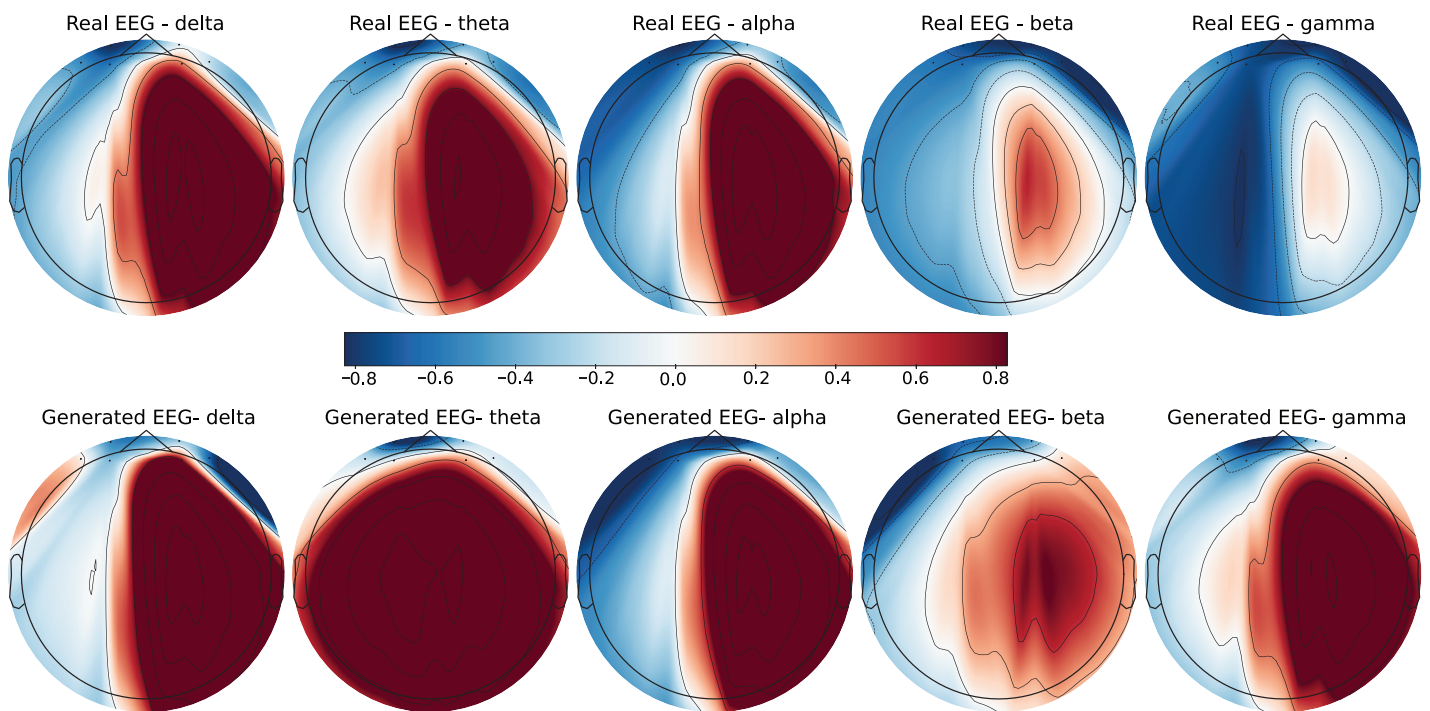 Real EEG - delta
Real EEG - theta
Real EEG - alpha
Real EEG - beta
Real EEG - gamma
−0.8 −0.6 −0.4 −0.2 0.0 0.2 0.4 0.6 0.8
Generated EEG- delta
Generated EEG- theta
Generated EEG- alpha
Generated EEG- beta
Generated EEG- gamma